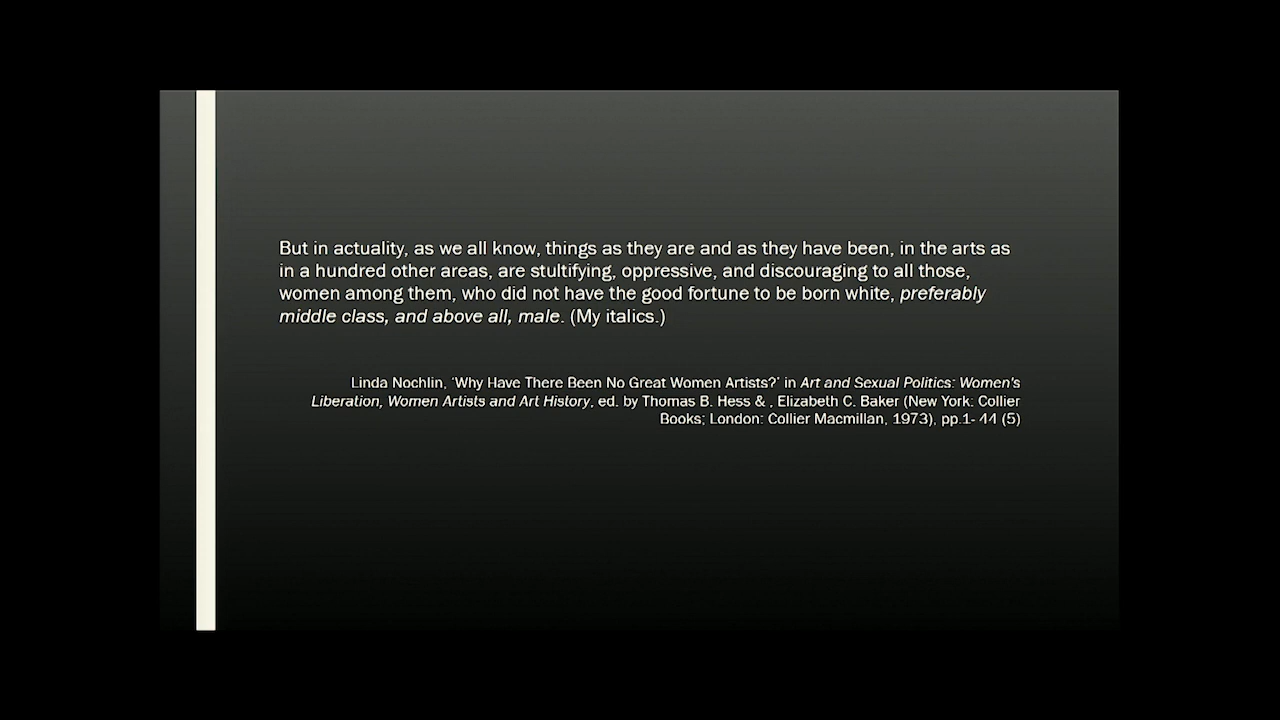 But in actuality, as we all know, things as they are and as they have been, in the arts as
in a hundred other areas, are stultifying, oppressive, and discouraging to all those,
women among them, who did not have the good fortune to be born white, preferably
middle class, and above all, male. (My italics.)
Linda Nochlin, ‘Why Have There Been No Great Women Artists?’ in Art and Sexual Politics: Women’s
Liberation, Women Artists and Art History, ed. by Thomas B. Hess & , Elizabeth C. Baker (New York: Collier
Books; London: Collier Macmillan, 1973), pp.1- 44 (5)